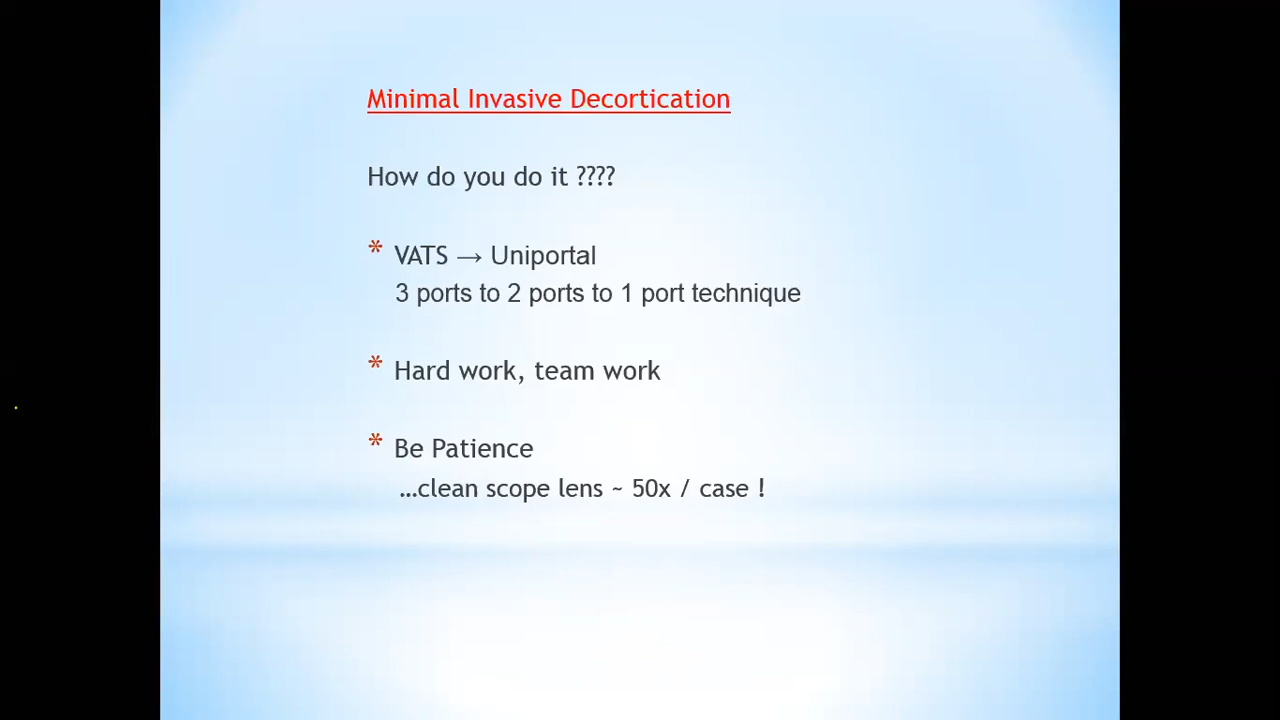 Minimal Invasive Decortication
How do you do it ????
* VATS → Uniportal
3 ports to 2 ports to 1 port technique
* Hard work, team work
* Be Patience
…clean scope lens ~ 50x / case !